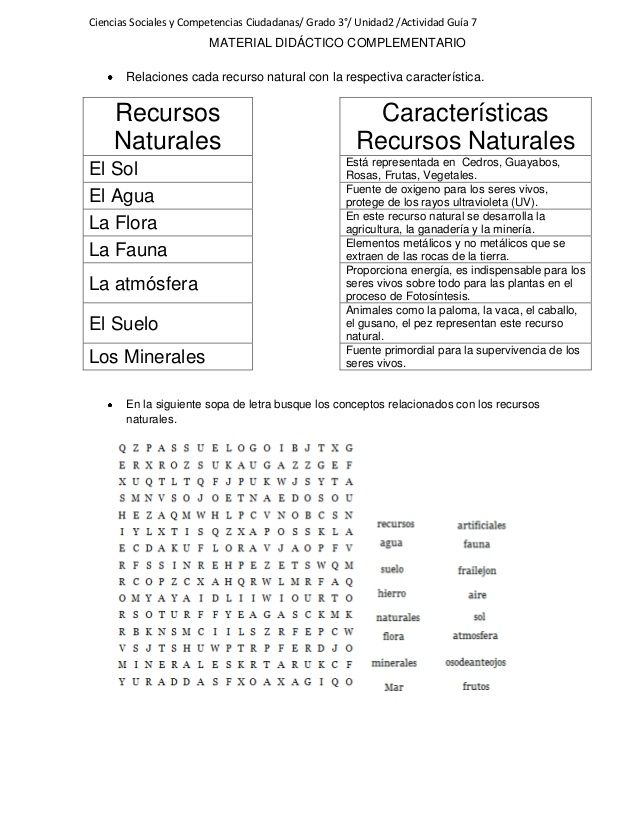 Ciencias Sociales y Competencias Ciudadanas/ Grado 3°/ Unidad2 /Actividad Guía 7
MATERIAL DIDÁCTICO COMPLEMENTARIO
• Relaciones cada recurso natural con la respectiva característica.
Recursos
Naturales
El Sol
El Agua
La Flora
La Fauna
La atmósfera
El Suelo
Los Minerales
Características
Recursos Naturales
Está representada en Cedros, Guayabos,
Rosas, Frutas, Vegetales.
Fuente de oxigeno para los seres vivos,
protege de los rayos ultravioleta (UV).
En este recurso natural se desarrolla la
agricultura, la ganadería y la minería.
Elementos metálicos y no metálicos que se
extraen de las rocas de la tierra.
Proporciona energía, es indispensable para los
seres vivos sobre todo para las plantas en el
proceso de Fotosíntesis.
Animales como la paloma, la vaca, el caballo,
el gusano, el pez representan este recurso
natural.
Fuente primordial para la supervivencia de los
seres vivos.
• En la siguiente sopa de letra busque los conceptos relacionados con los recursos
naturales.
Q Z P A S S U E L O G O I B J T X G
E R X R O Z S U K A U G A Z Z G E F
X U Q T L T Q F J P U K W J S Y T A
S M N V S O J O E T N A E D O S O U
H E Z A Q M W H L P C V N O B C S N
I Y L X T I S Q Z X A P O S S K L A
E C D A K U F L O R A V J A O P F V
R F S S I N R E H P E Z E T S W Q M
R C O P Z C X A H Q R W L M R F A Q
O M Y A Y A I D L I I W I O U R T O
R S O T U R F F Y E A G A S C K M K
R B K N S M C I I L S Z R F E P C W
V S J T S H U W P T R P F E R D J O
M I N E R A L E S K R T A R U K C F
Y U R A D D A S F X O A X A G I Q O
recursos artificiales
agua fauna
suelo frailejon
hierro aire
naturales sol
flora atmosfera
minerales osodeanteojos
Mar frutos